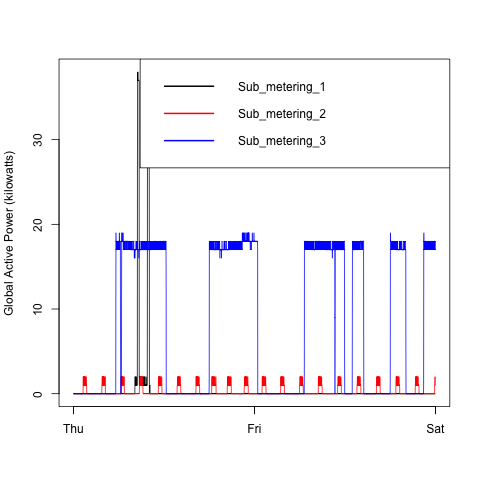 Sub_metering_1
Sub_metering_2
Sub_metering_3
Global Active Power (kilowatts)
30
20
10
0
Thu Fri Sat